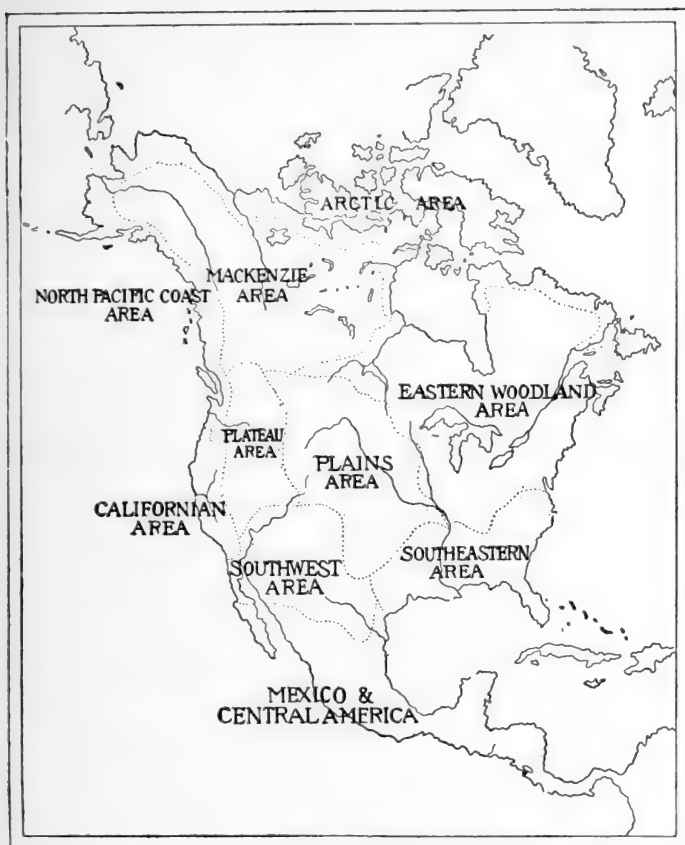 ARCTIC AREA
MACKENZIE
AREA
NORTH PACIFIC COAST
AREA
EASTERN WOODLAND
AREA
PLATEAU
AREA
PLAINS
AREA
CALIFORNIAN
AREA
SOUTHEASTERN
AREA
SOUTHWEST
AREA
MEXICO &
CENTRAL AMERICA